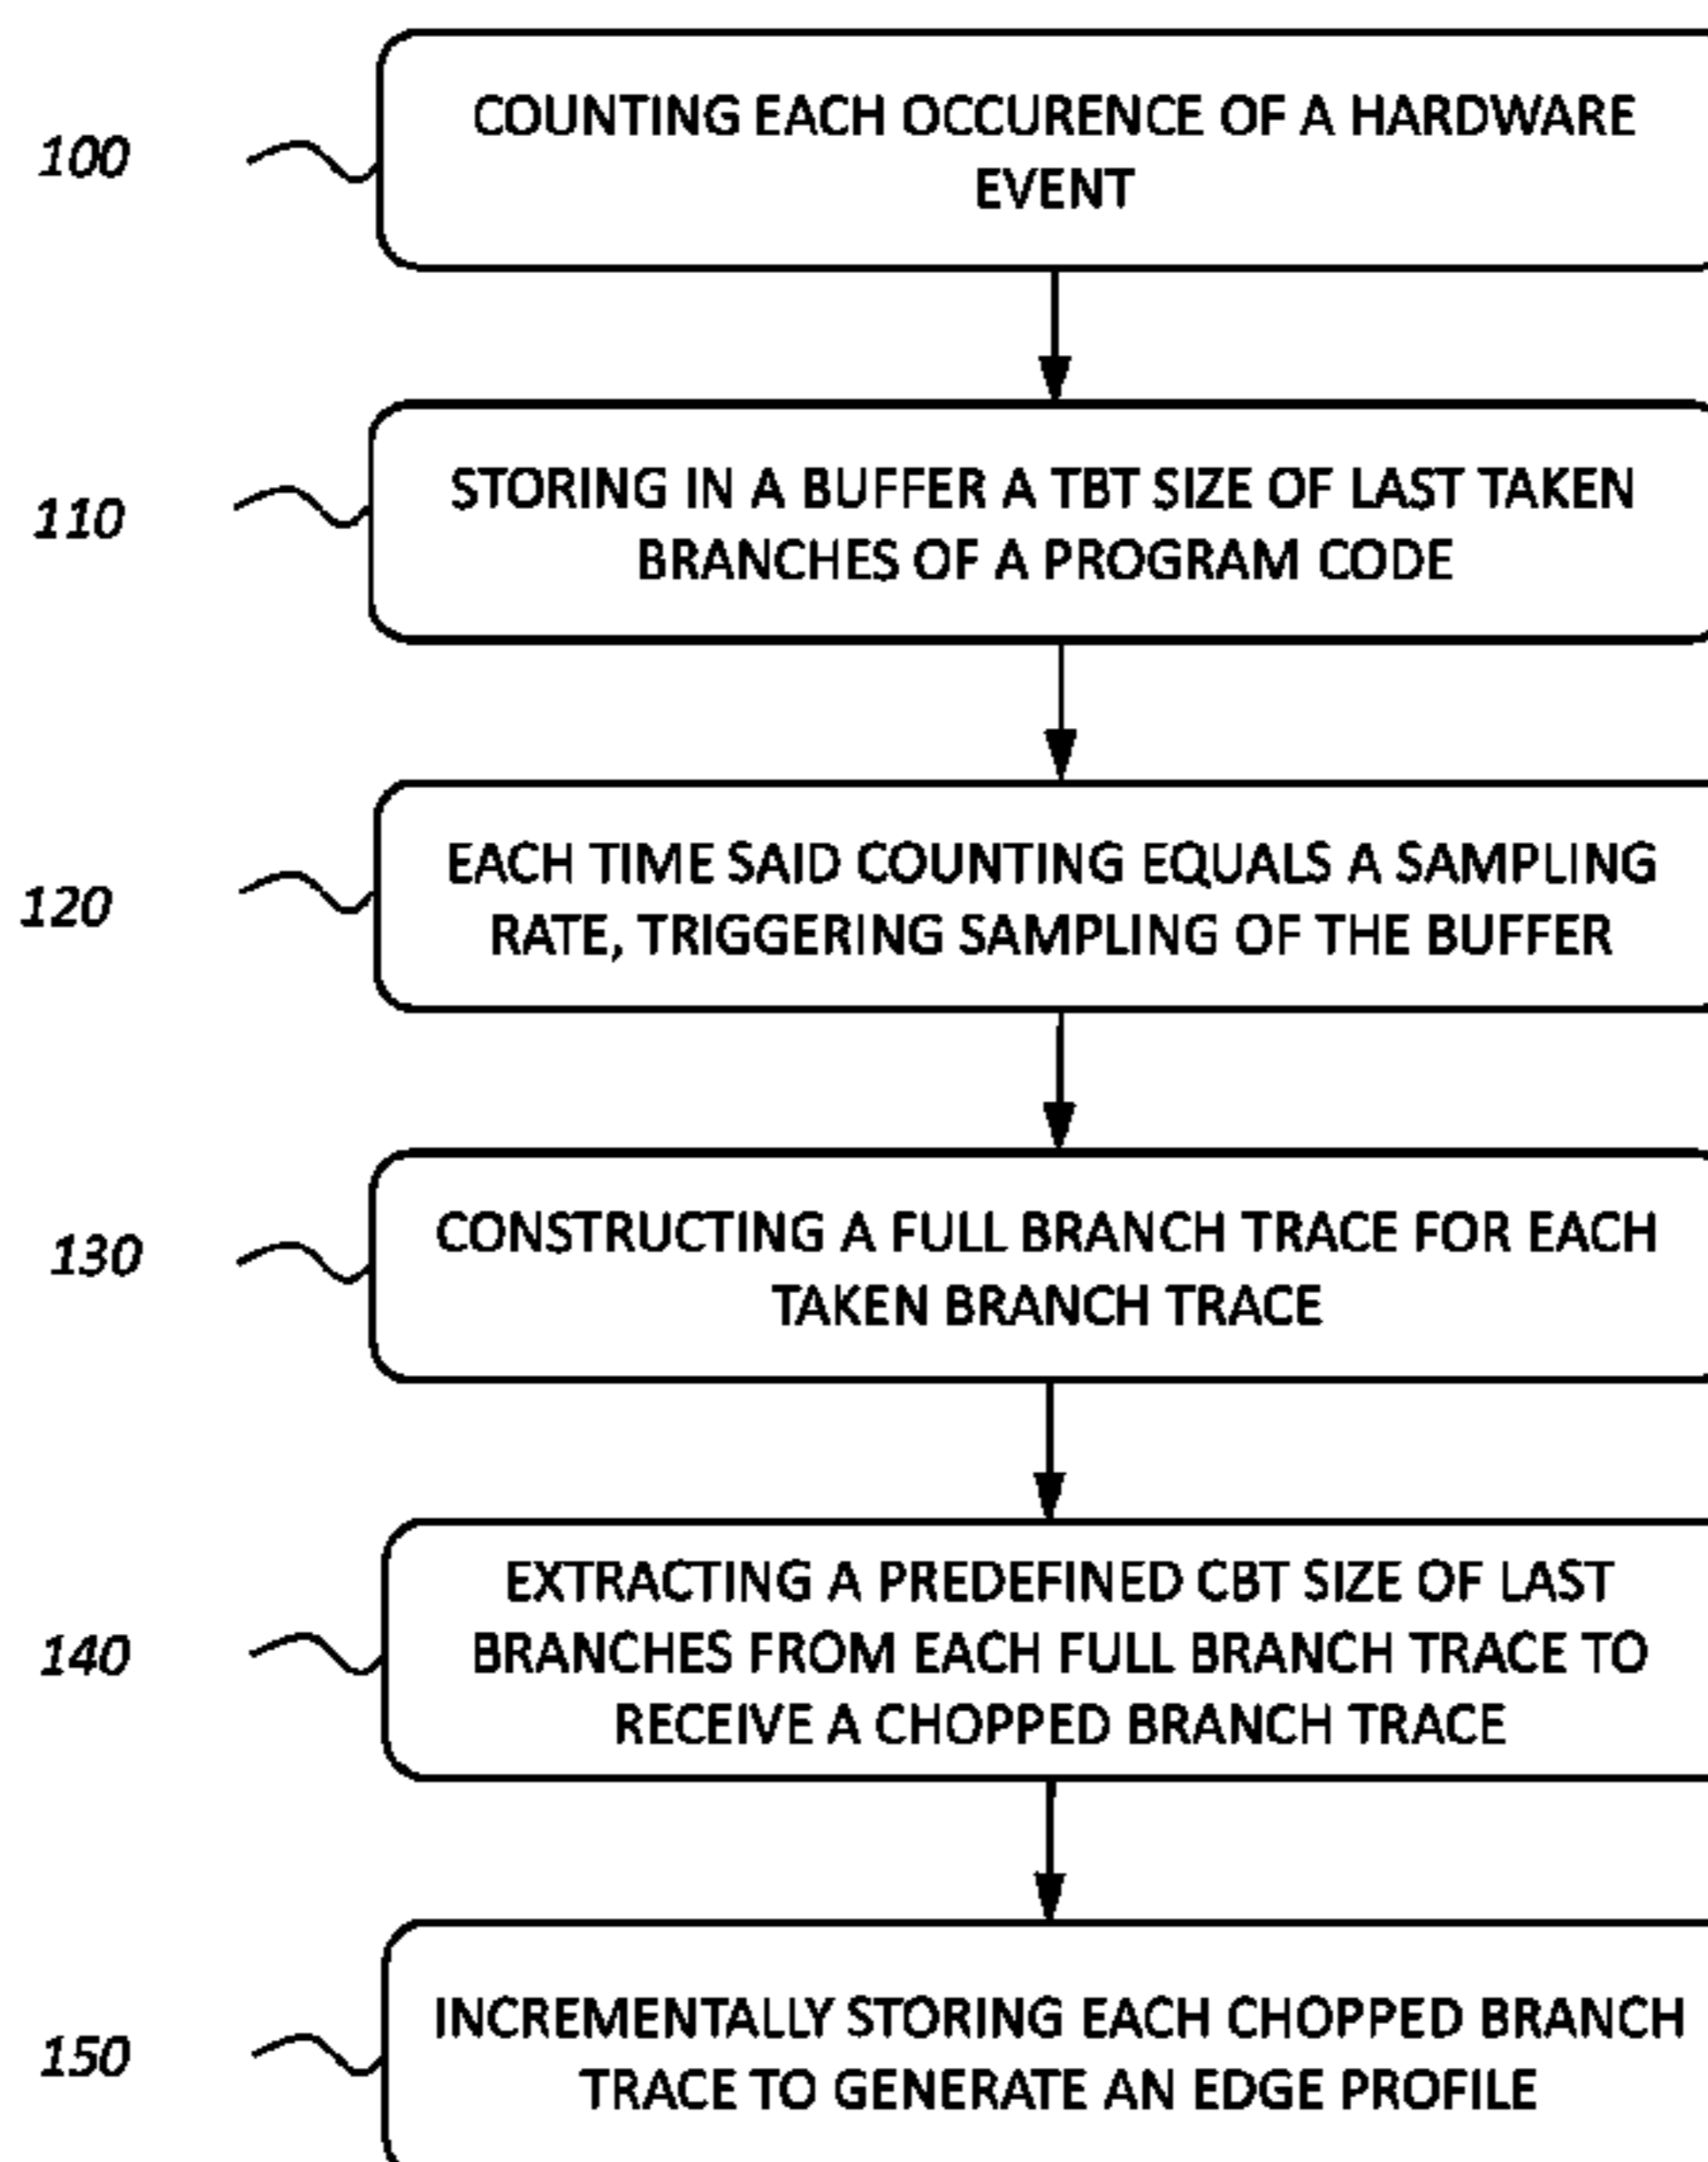 100
COUNTING EACH OCCURENCE OF A HARDWARE
EVENT
110
STORING IN A BUFFER A TBT SIZE OF LAST TAKEN
BRANCHES OF A PROGRAM CODE
120
EACH TIME SAID COUNTING EQUALS A SAMPLING
RATE, TRIGGERING SAMPLING OF THE BUFFER
130
CONSTRUCTING A FULL BRANCH TRACE FOR EACH
TAKEN BRANCH TRACE
140
EXTRACTING A PREDEFINED CBT SIZE OF LAST
BRANCHES FROM EACH FULL BRANCH TRACE TO
RECEIVE A CHOPPED BRANCH TRACE
150
INCREMENTALLY STORING EACH CHOPPED BRANCH
TRACE TO GENERATE AN EDGE PROFILE